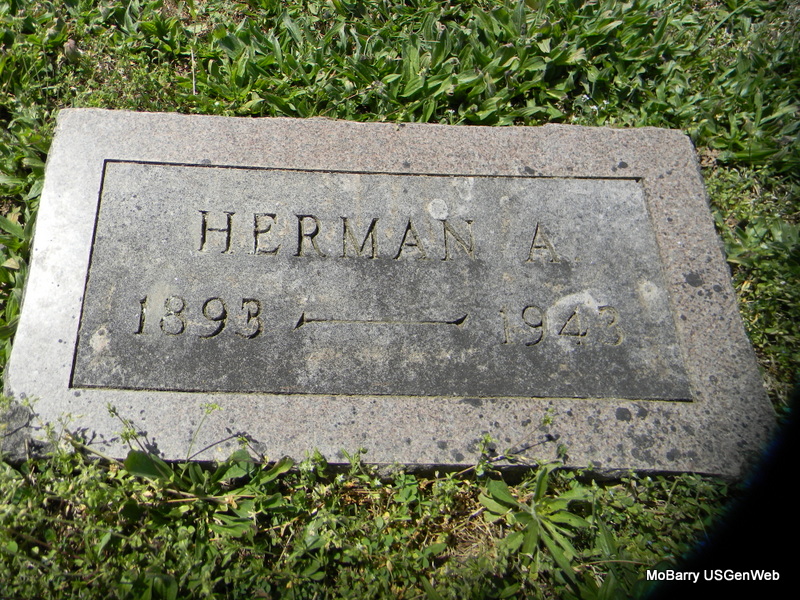 HERMAN A.
1893 — 1943
MoBarry USGenWeb